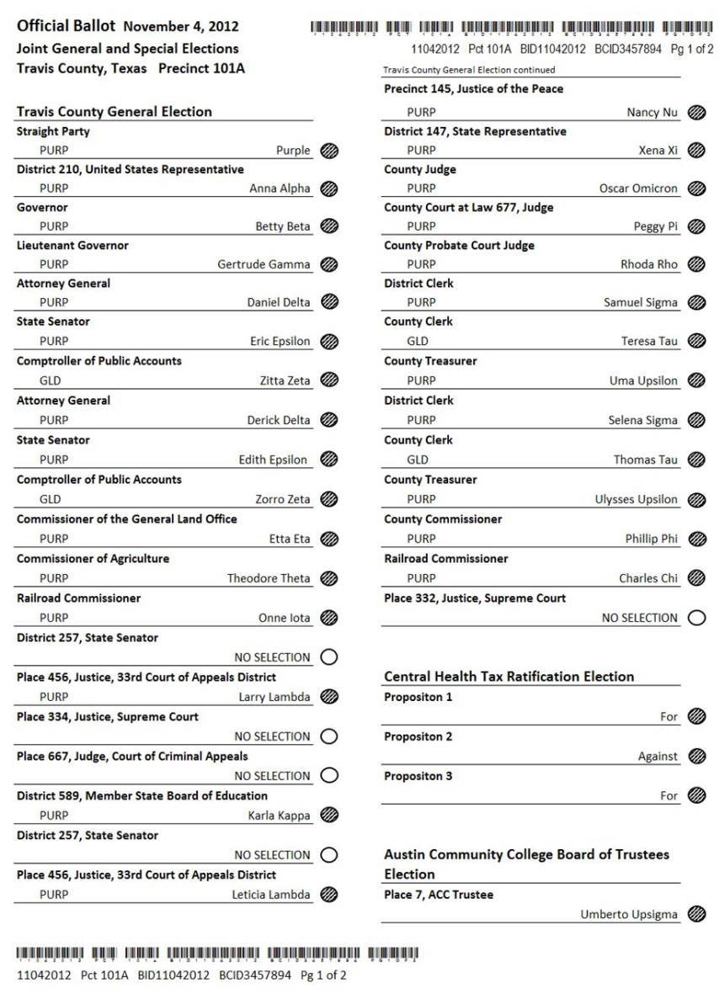 Official Ballot November 4, 2012
Joint General and Special Elections
Travis County, Texas Precinct 101A
11042012 Pct 101A BID11042012 BCID3457894 Pg 1 of 2
Travis County General Election
Straight Party
PURP Purple
District 210, United States Representative
PURP Anna Alpha
Governor
PURP Betty Beta
Lieutenant Governor
PURP Gertrude Gamma
Attorney General
PURP Daniel Delta
State Senator
PURP Eric Epsilon
Comptroller of Public Accounts
GLD Zitta Zeta
Attorney General
PURP Derick Delta
State Senator
PURP Edith Epsilon
Comptroller of Public Accounts
GLD Zorro Zeta
Commissioner of the General Land Office
PURP Etta Eta
Commissioner of Agriculture
PURP Theodore Theta
Railroad Commissioner
PURP Onne Iota
District 257, State Senator
NO SELECTION
Place 456, Justice, 33rd Court of Appeals District
PURP Larry Lambda
Place 334, Justice, Supreme Court
NO SELECTION
Place 667, Judge, Court of Criminal Appeals
NO SELECTION
District 589, Member State Board of Education
PURP Karla Kappa
District 257, State Senator
NO SELECTION
Place 456, Justice, 33rd Court of Appeals District
PURP Leticia Lambda
Travis County General Election continued
Precinct 145, Justice of the Peace
PURP Nancy Nu
District 147, State Representative
PURP Xena Xi
County Judge
PURP Oscar Omicron
County Court at Law 677, Judge
PURP Peggy Pi
County Probate Court Judge
PURP Rhoda Rho
District Clerk
PURP Samuel Sigma
County Clerk
GLD Teresa Tau
County Treasurer
PURP Uma Upsilon
District Clerk
PURP Selena Sigma
County Clerk
GLD Thomas Tau
County Treasurer
PURP Ulysses Upsilon
County Commissioner
PURP Phillip Phi
Railroad Commissioner
PURP Charles Chi
Place 332, Justice, Supreme Court
NO SELECTION
Central Health Tax Ratification Election
Propositon 1
For
Propositon 2
Against
Propositon 3
For
Austin Community College Board of Trustees
Election
Place 7, ACC Trustee
Umberto Upsigma
11042012 Pct 101A BID11042012 BCID3457894 Pg 1 of 2